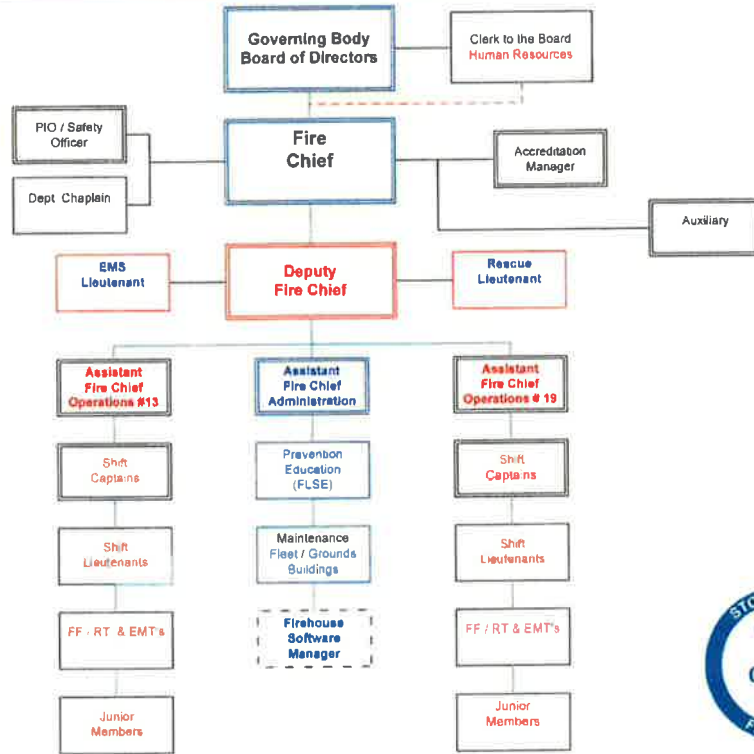 Governing Body
Board of Directors
Clerk to the Board
Human Resources
PIO / Safety
Officer
Fire
Chief
Accreditation
Manager
Dept Chaplain
Auxiliary
EMS
Lieutenant
Deputy
Fire Chief
Rescue
Lieutenant
Assistant
Fire Chief
Operations #13
Assistant
Fire Chief
Administration
Assistant
Fire Chief
Operations # 19
Shift
Captains
Prevention
Education
(FLSE)
Shift
Captains
Shift
Lieutenants
Maintenance
Fleet / Grounds
Buildings
Shift
Lieutenants
FF / RT & EMT's
Firehouse
Software
Manager
FF / RT & EMT's
Junior
Members
Junior
Members